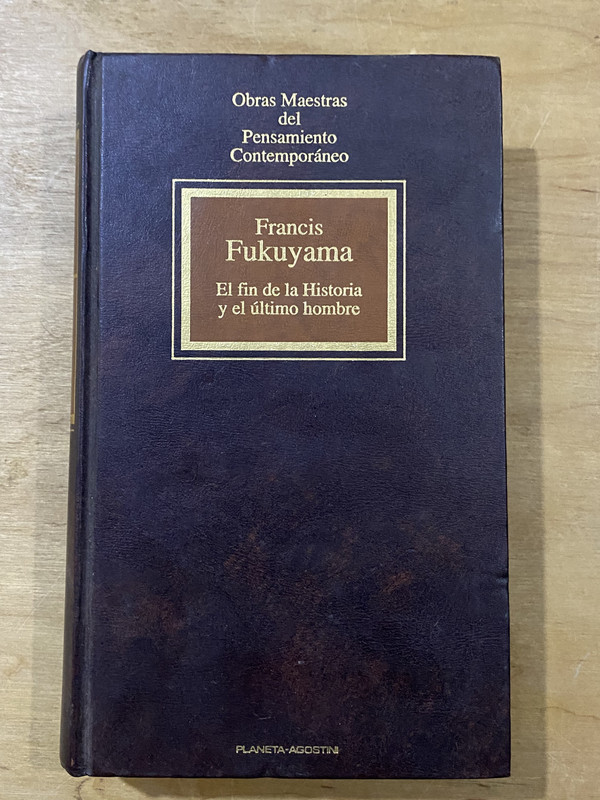 Obras Maestras
del
Pensamiento
Contemporáneo
Francis
Fukuyama
El fin de la Historia
y el último hombre
PLANETA-AGOSTINI